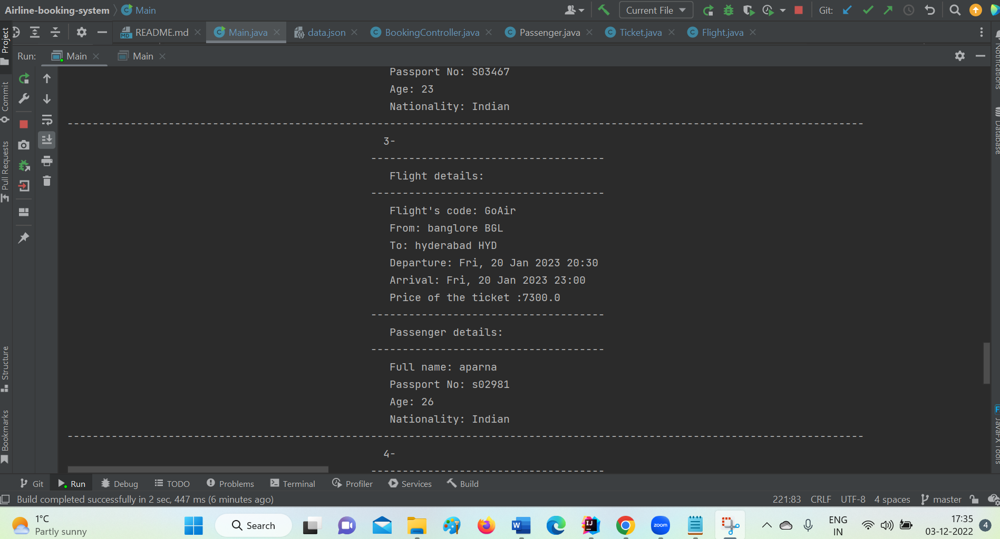 Airline-booking-system
Main
Current File
Git:
Project
README.md
Main.java
data.json
BookingController.java
Passenger.java
Ticket.java
Flight.java
Notifications
Run:
Main
Main
Commit
Pull Requests
Structure
Bookmarks
Database
JavaFX Tools
Passport No: S03467
Age: 23
Nationality: Indian
------------------------------------------------------------------------------------------------------------------------------
3-
-------------------------------------
Flight details:
-------------------------------------
Flight's code: GoAir
From: banglore BGL
To: hyderabad HYD
Departure: Fri, 20 Jan 2023 20:30
Arrival: Fri, 20 Jan 2023 23:00
Price of the ticket :7300.0
-------------------------------------
Passenger details:
-------------------------------------
Full name: aparna
Passport No: s02981
Age: 26
Nationality: Indian
------------------------------------------------------------------------------------------------------------------------------
4-
-------------------------------------
Git
Run
Debug
TODO
Problems
Terminal
Profiler
Services
Build
Build completed successfully in 2 sec, 447 ms (6 minutes ago)
221:83
CRLF
UTF-8
4 spaces
master
1°C
Partly sunny
Search
ENG
IN
17:35
03-12-2022
4